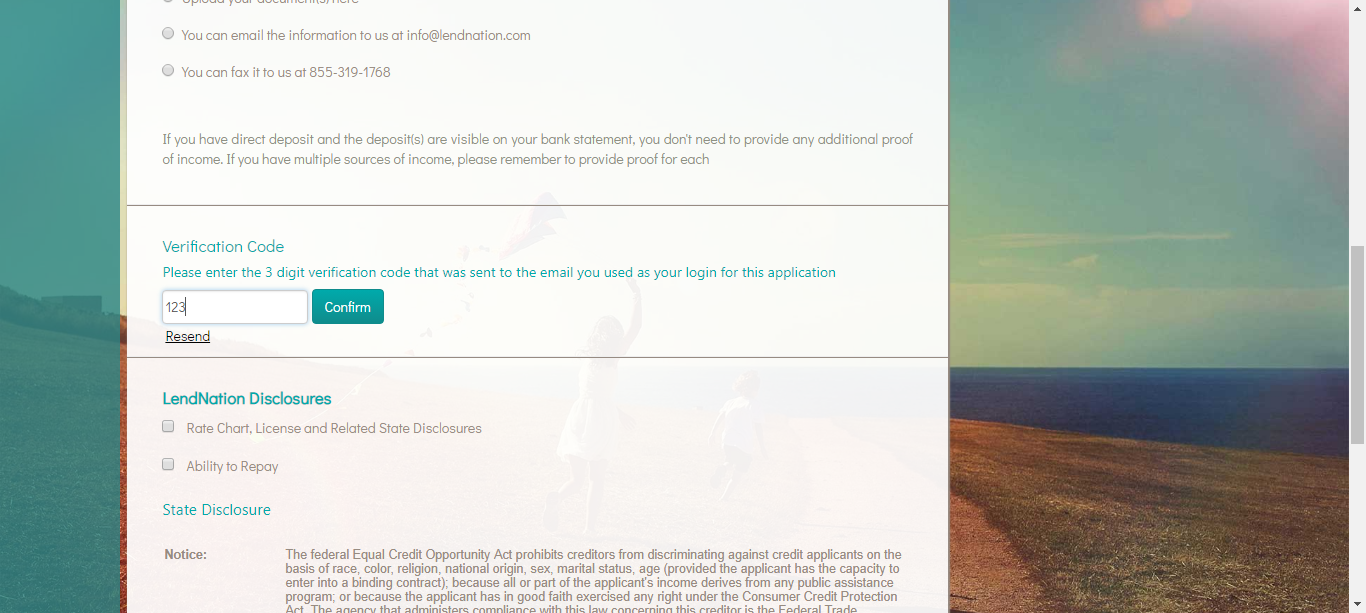 Upload your document(s) here
You can email the information to us at info@lendnation.com
You can fax it to us at 855-319-1768
If you have direct deposit and the deposit(s) are visible on your bank statement, you don't need to provide any additional proof
of income. If you have multiple sources of income, please remember to provide proof for each
Verification Code
Please enter the 3 digit verification code that was sent to the email you used as your login for this application
123 Confirm
Resend
LendNation Disclosures
Rate Chart, License and Related State Disclosures
Ability to Repay
State Disclosure
Notice: The federal Equal Credit Opportunity Act prohibits creditors from discriminating against credit applicants on the
basis of race, color, religion, national origin, sex, marital status, age (provided the applicant has the capacity to
enter into a binding contract); because all or part of the applicant's income derives from any public assistance
program; or because the applicant has in good faith exercised any right under the Consumer Credit Protection
Act. The agency that administers compliance with this law concerning this creditor is the Federal Trade